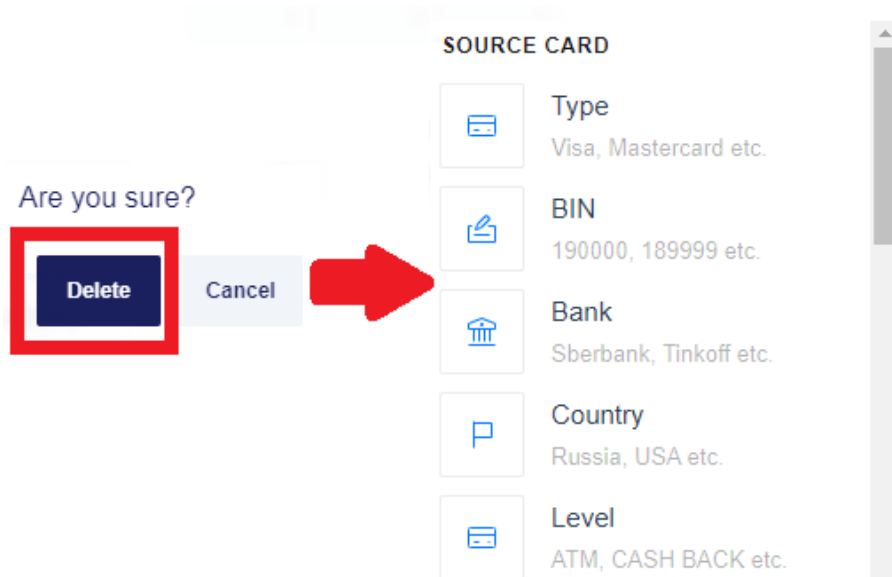 Are you sure?
Delete
Cancel
SOURCE CARD
Type
Visa, Mastercard etc.
BIN
190000, 189999 etc.
Bank
Sberbank, Tinkoff etc.
Country
Russia, USA etc.
Level
ATM, CASH BACK etc.